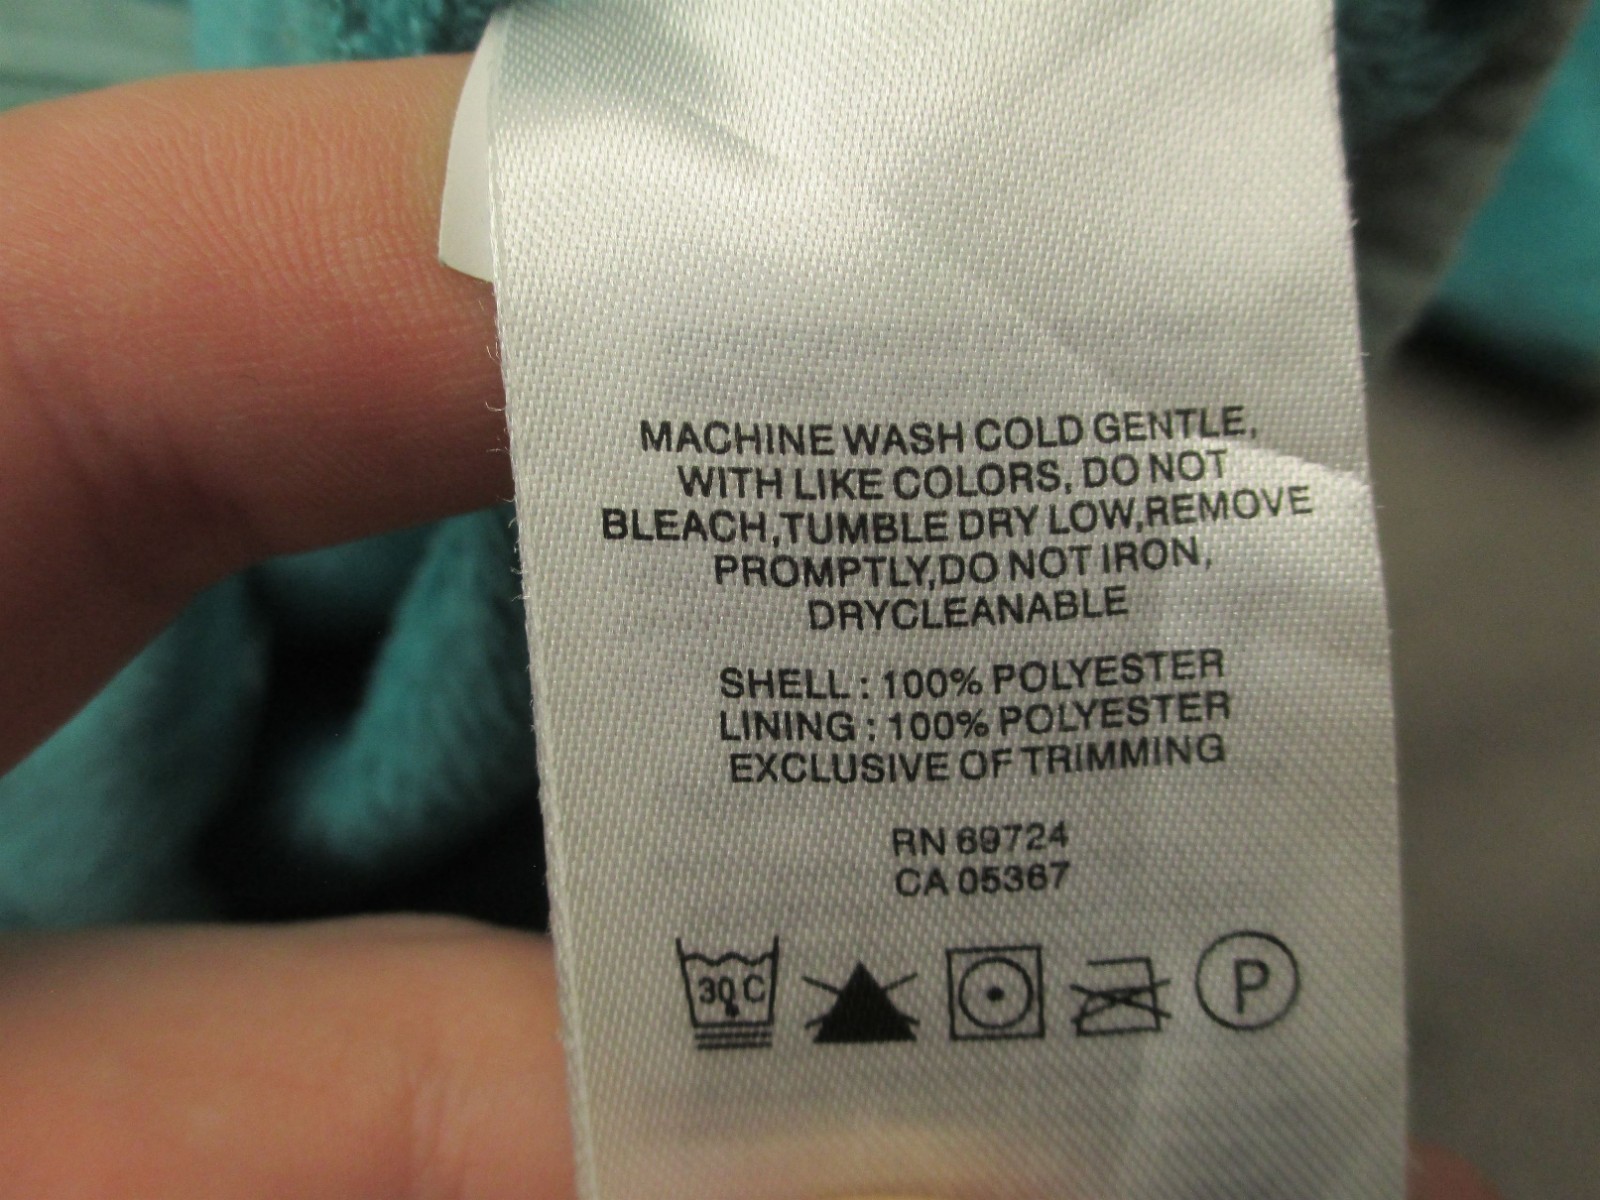 MACHINE WASH COLD GENTLE,
WITH LIKE COLORS, DO NOT
BLEACH,TUMBLE DRY LOW,REMOVE
PROMPTLY,DO NOT IRON,
DRYCLEANABLE
SHELL : 100% POLYESTER
LINING : 100% POLYESTER
EXCLUSIVE OF TRIMMING
RN 69724
CA 05367
30 C P